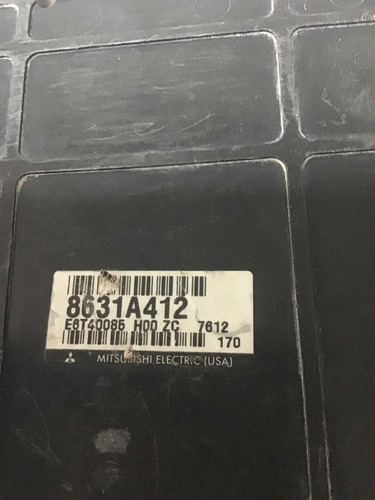 8631A412
E6T40085 H00 ZC 7612
170
MITSUBISHI ELECTRIC (USA)